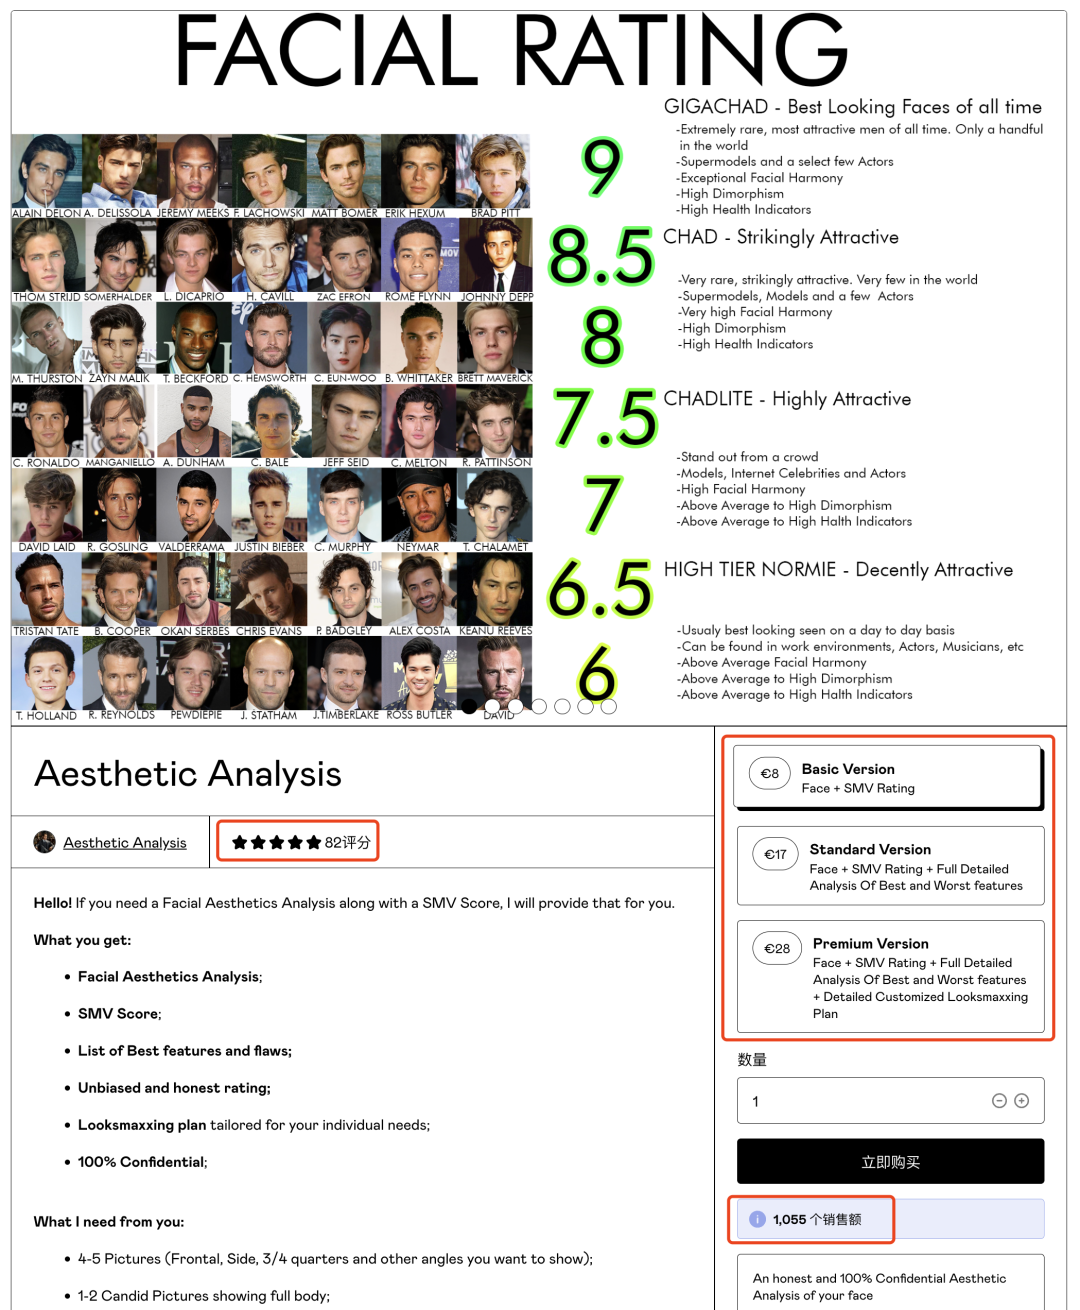 FACIAL RATING
GIGACHAD - Best Looking Faces of all time
-Extremely rare, most attractive men of all time. Only a handful
in the world
-Supermodels and a select few Actors
-Exceptional Facial Harmony
-High Dimorphism
-High Health Indicators
9
ALAIN DELON A. DELISSOLA JEREMY MEEKS F. LACHOWSKI MATT BOMER ERIK HEXUM BRAD PITT
8.5
CHAD - Strikingly Attractive
-Very rare, strikingly attractive. Very few in the world
-Supermodels, Models and a few Actors
-Very high Facial Harmony
-High Dimorphism
-High Health Indicators
THOM STRIJD SOMERHALDER L. DICAPRIO H. CAVILL ZAC EFRON ROME FLYNN JOHNNY DEPP
8
M. THURSTON ZAYN MALIK T. BECKFORD C. HEMSWORTH C. EUN-WOO B. WHITTAKER BRETT MAVERICK
7.5
CHADLITE - Highly Attractive
-Stand out from a crowd
-Models, Internet Celebrities and Actors
-High Facial Harmony
-Above Average to High Dimorphism
-Above Average to High Halth Indicators
C. RONALDO MANGANIELLO A. DUNHAM C. BALE JEFF SEID C. MELTON R. PATTINSON
7
DAVID LAID R. GOSLING VALDERRAMA JUSTIN BIEBER C. MURPHY NEYMAR T. CHALAMET
6.5
HIGH TIER NORMIE - Decently Attractive
-Usualy best looking seen on a day to day basis
-Can be found in work environments, Actors, Musicians, etc
-Above Average Facial Harmony
-Above Average to High Dimorphism
-Above Average to High Halth Indicators
TRISTAN TATE B. COOPER OKAN SERBES CHRIS EVANS P. BADGLEY ALEX COSTA KEANU REEVES
6
T. HOLLAND R. REYNOLDS PEWDIEPIE J. STATHAM J.TIMBERLAKE ROSS BUTLER DAVID
Aesthetic Analysis
Aesthetic Analysis
82评分
Hello! If you need a Facial Aesthetics Analysis along with a SMV Score, I will provide that for you.
What you get:
• Facial Aesthetics Analysis;
• SMV Score;
• List of Best features and flaws;
• Unbiased and honest rating;
• Looksmaxxing plan tailored for your individual needs;
• 100% Confidential;
What I need from you:
• 4-5 Pictures (Frontal, Side, 3/4 quarters and other angles you want to show);
• 1-2 Candid Pictures showing full body;
€8
Basic Version
Face + SMV Rating
€17
Standard Version
Face + SMV Rating + Full Detailed
Analysis Of Best and Worst features
€28
Premium Version
Face + SMV Rating + Full Detailed
Analysis Of Best and Worst features
+ Detailed Customized Looksmaxxing
Plan
数量
1
立即购买
1,055 个销售额
An honest and 100% Confidential Aesthetic
Analysis of your face